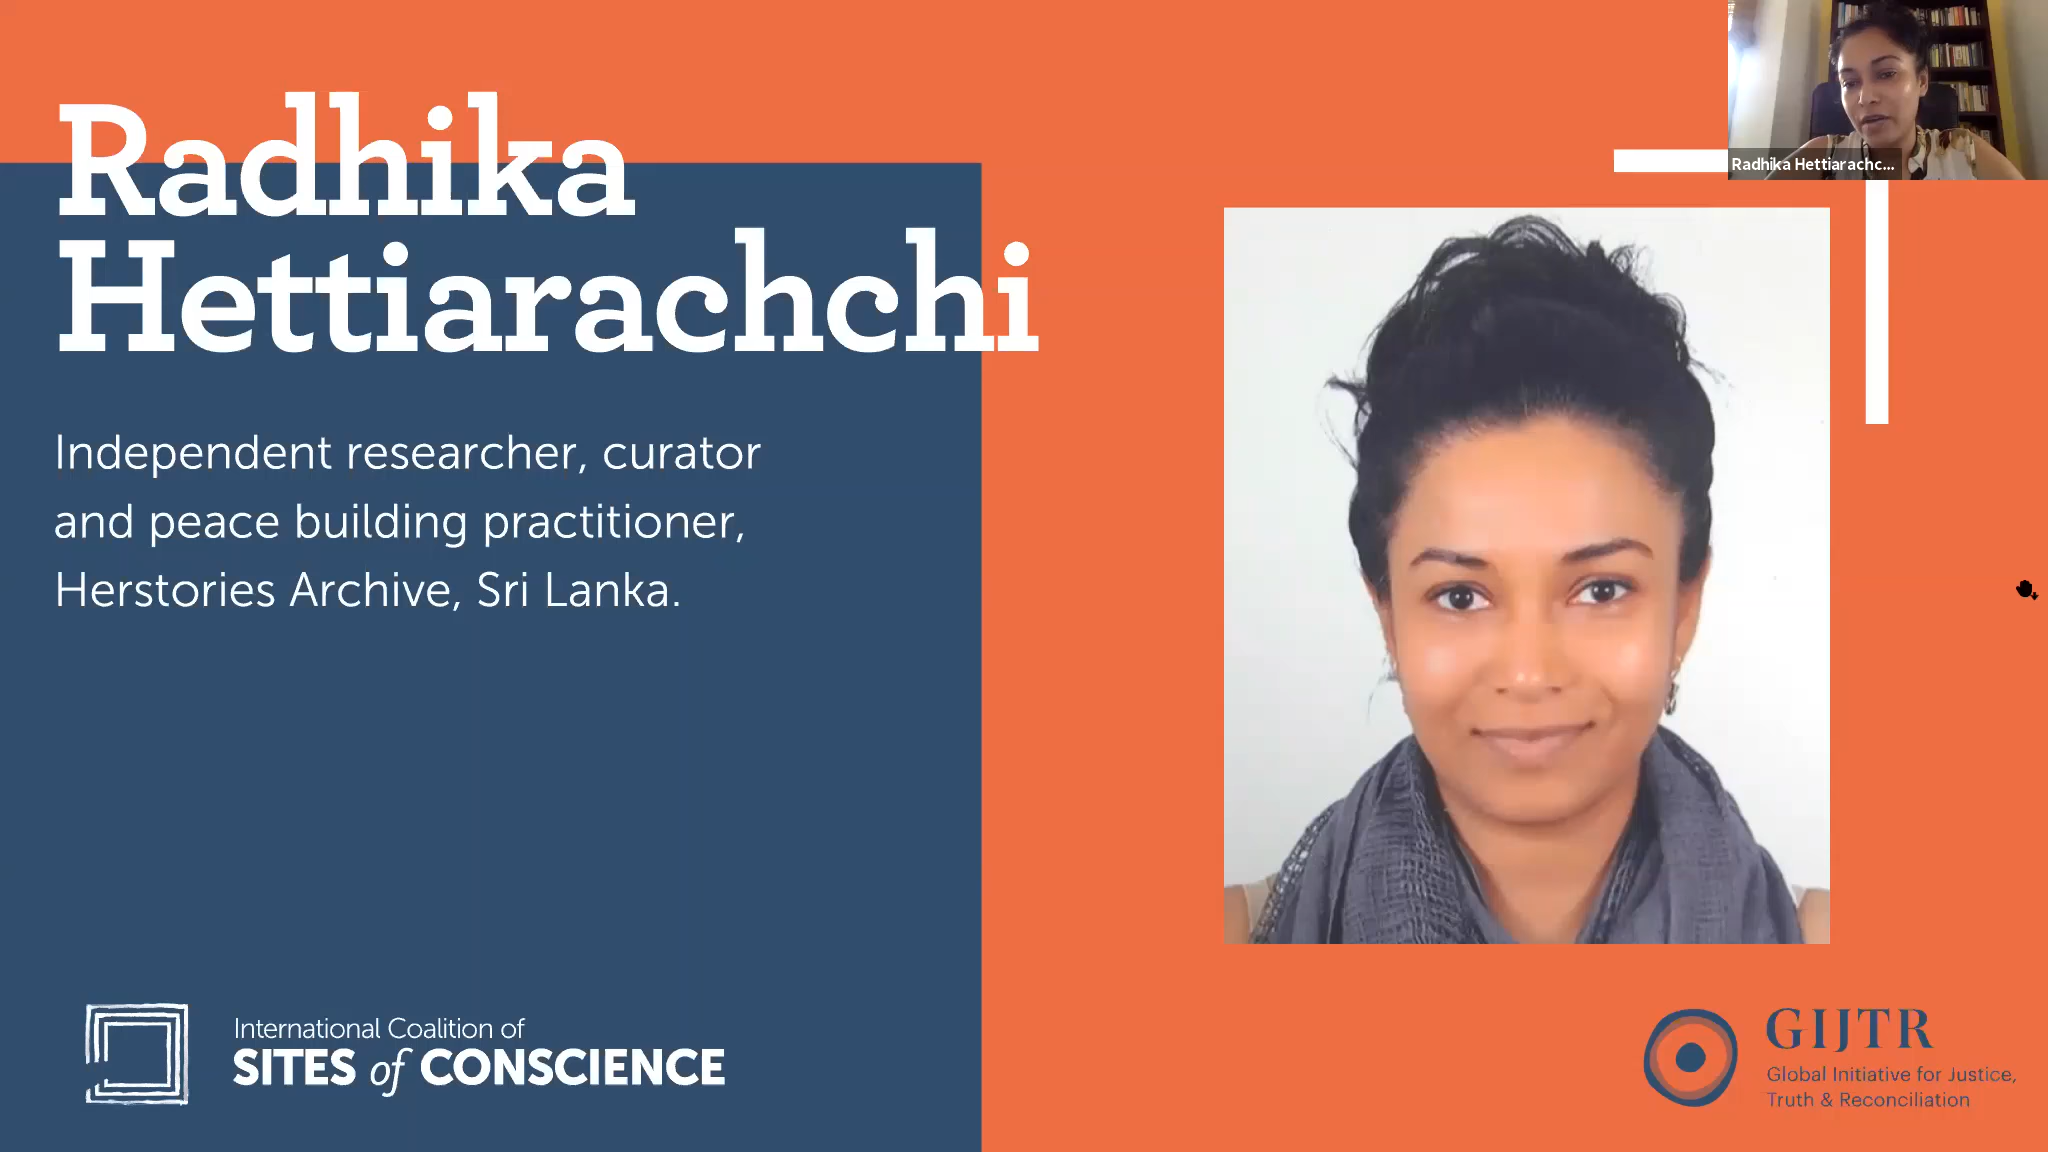 Radhika
Hettiarachchi
Independent researcher, curator
and peace building practitioner,
Herstories Archive, Sri Lanka.
Radhika Hettiarachc...
International Coalition of
SITES of CONSCIENCE
GIJTR
Global Initiative for Justice,
Truth & Reconciliation